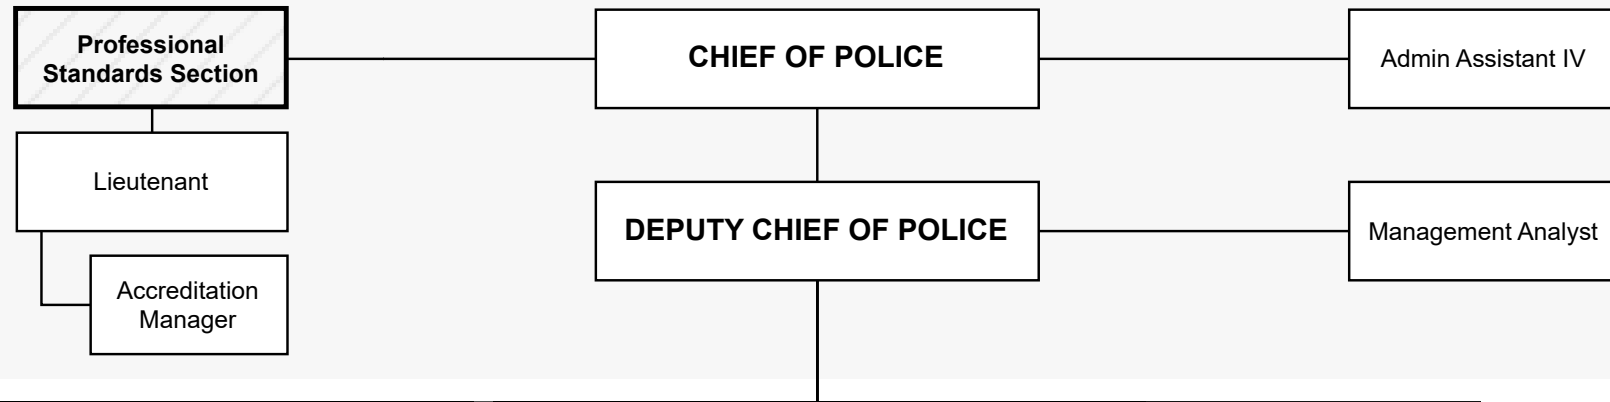 Professional
Standards Section
CHIEF OF POLICE
Admin Assistant IV
Lieutenant
DEPUTY CHIEF OF POLICE
Management Analyst
Accreditation
Manager